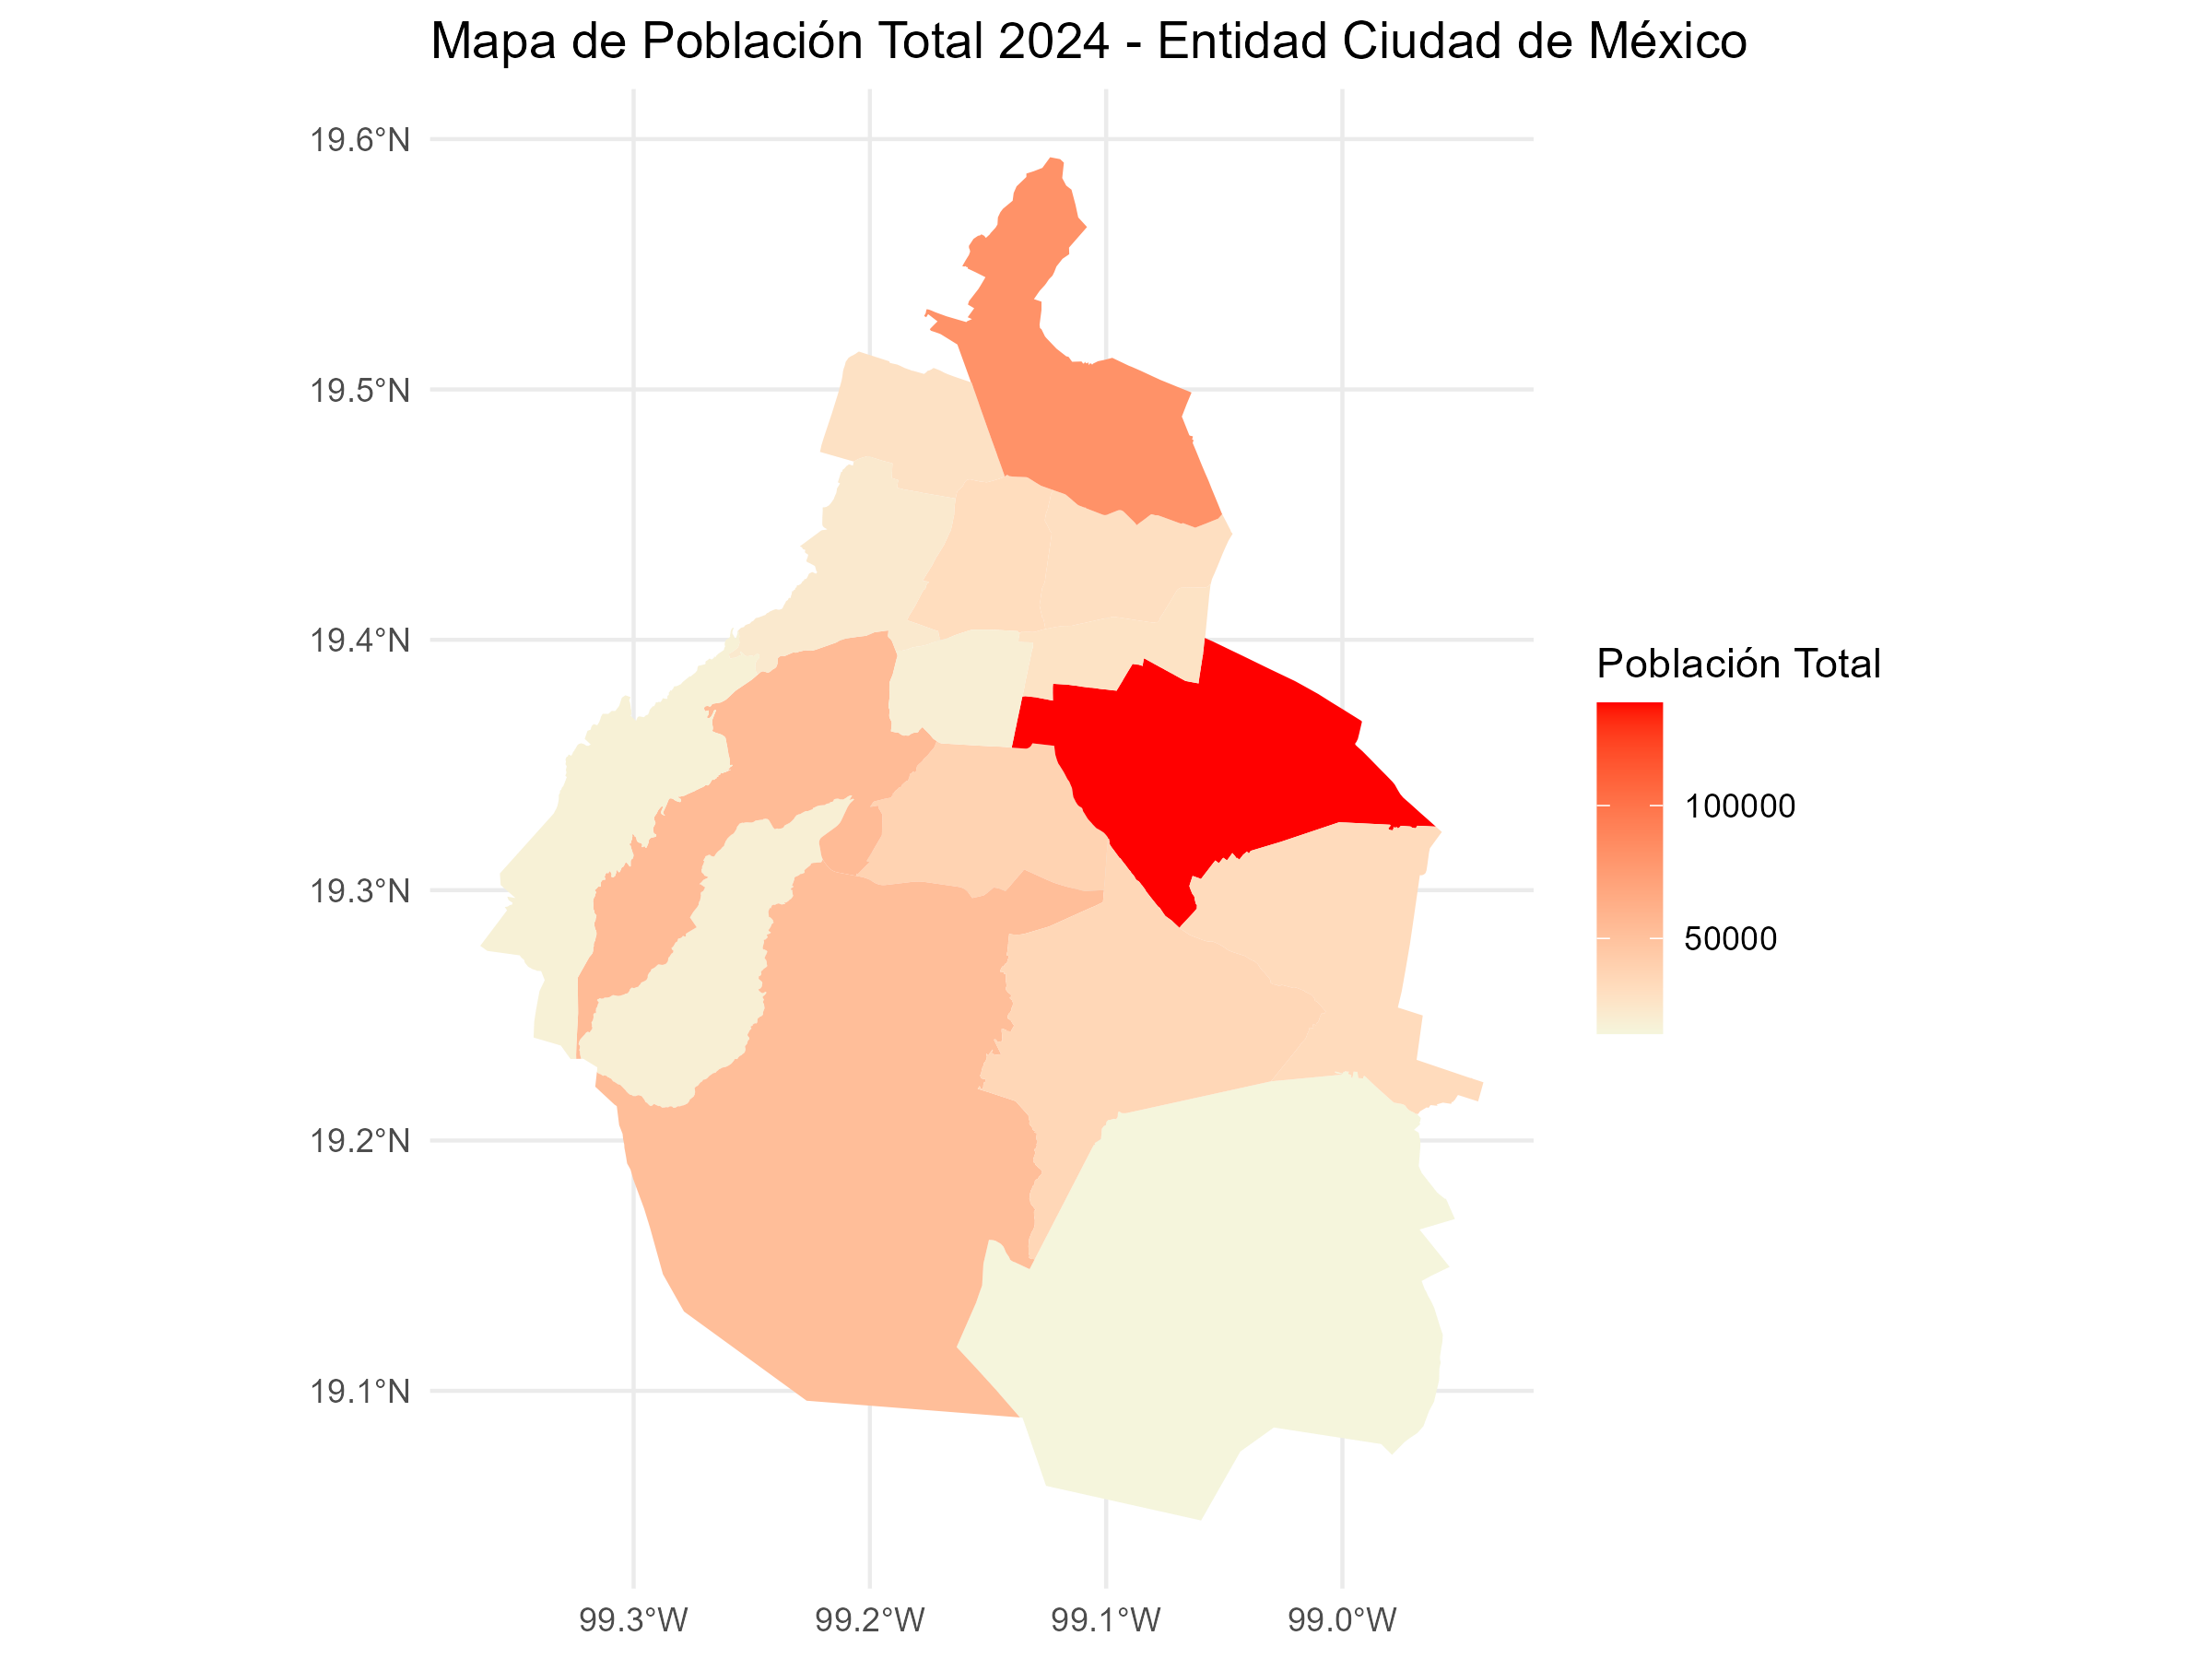 Mapa de Población Total 2024 - Entidad Ciudad de México
19.6°N
19.5°N
19.4°N
19.3°N
19.2°N
19.1°N
99.3°W
99.2°W
99.1°W
99.0°W
Población Total
100000
50000